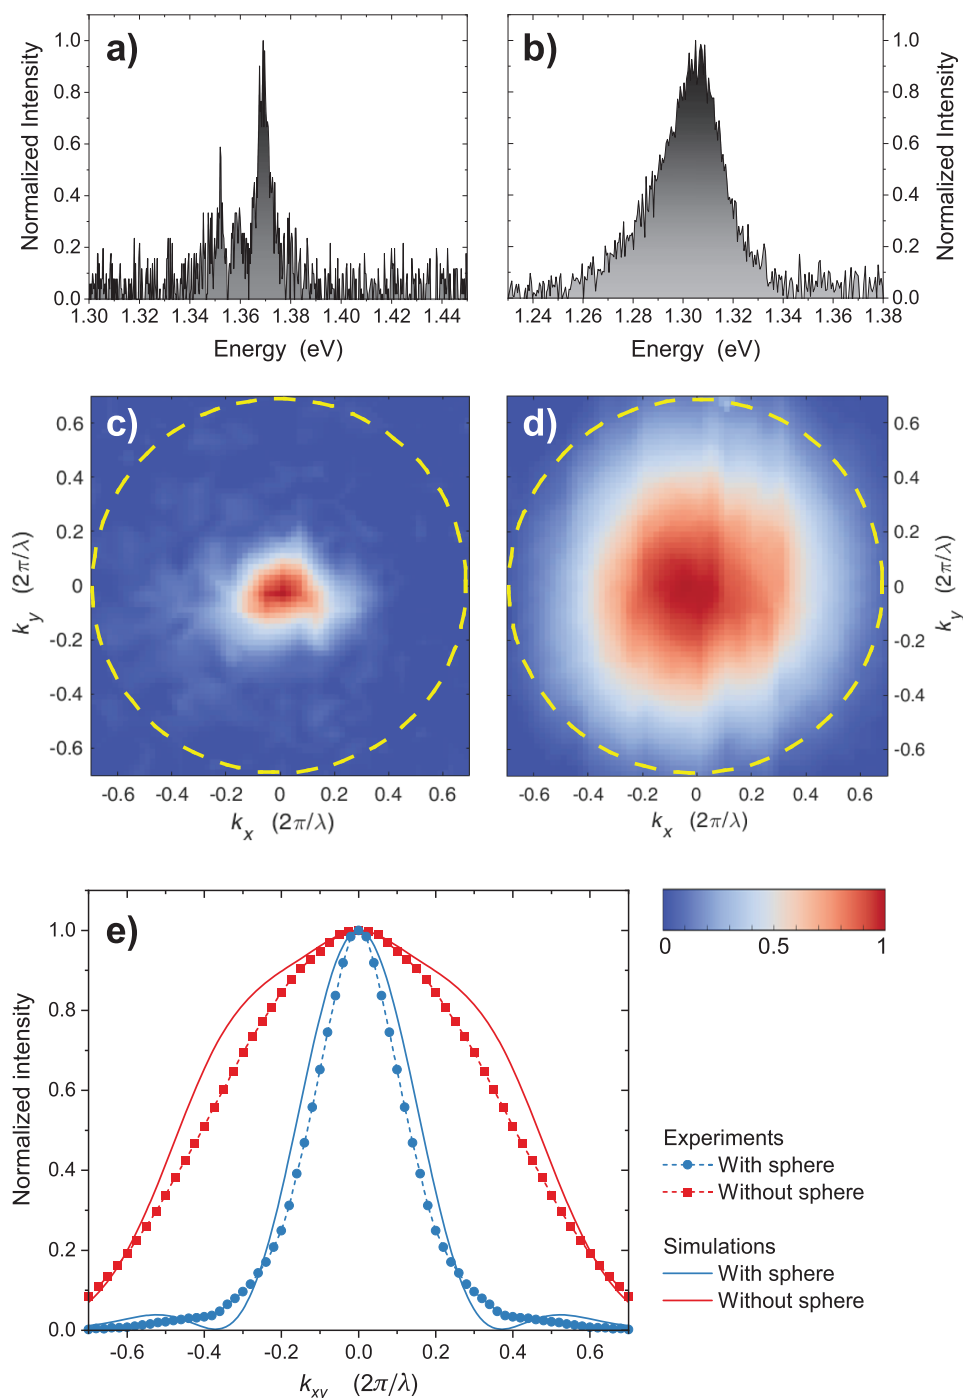 a)
Normalized Intensity
1.0
0.8
0.6
0.4
0.2
0.0
1.30 1.32 1.34 1.36 1.38 1.40 1.42 1.44
Energy (eV)
b)
1.0
0.8
0.6
0.4
0.2
0.0
Normalized Intensity
1.24 1.26 1.28 1.30 1.32 1.34 1.36 1.38
Energy (eV)
c)
k_y (2π/λ)
0.6
0.4
0.2
0
-0.2
-0.4
-0.6
-0.6 -0.4 -0.2 0 0.2 0.4 0.6
k_x (2π/λ)
d)
0.6
0.4
0.2
0
-0.2
-0.4
-0.6
k_y (2π/λ)
-0.6 -0.4 -0.2 0 0.2 0.4 0.6
k_x (2π/λ)
e)
Normalized intensity
1.0
0.8
0.6
0.4
0.2
0.0
-0.6 -0.4 -0.2 0.0 0.2 0.4 0.6
k_xy (2π/λ)
0 0.5 1
Experiments
With sphere
Without sphere
Simulations
With sphere
Without sphere